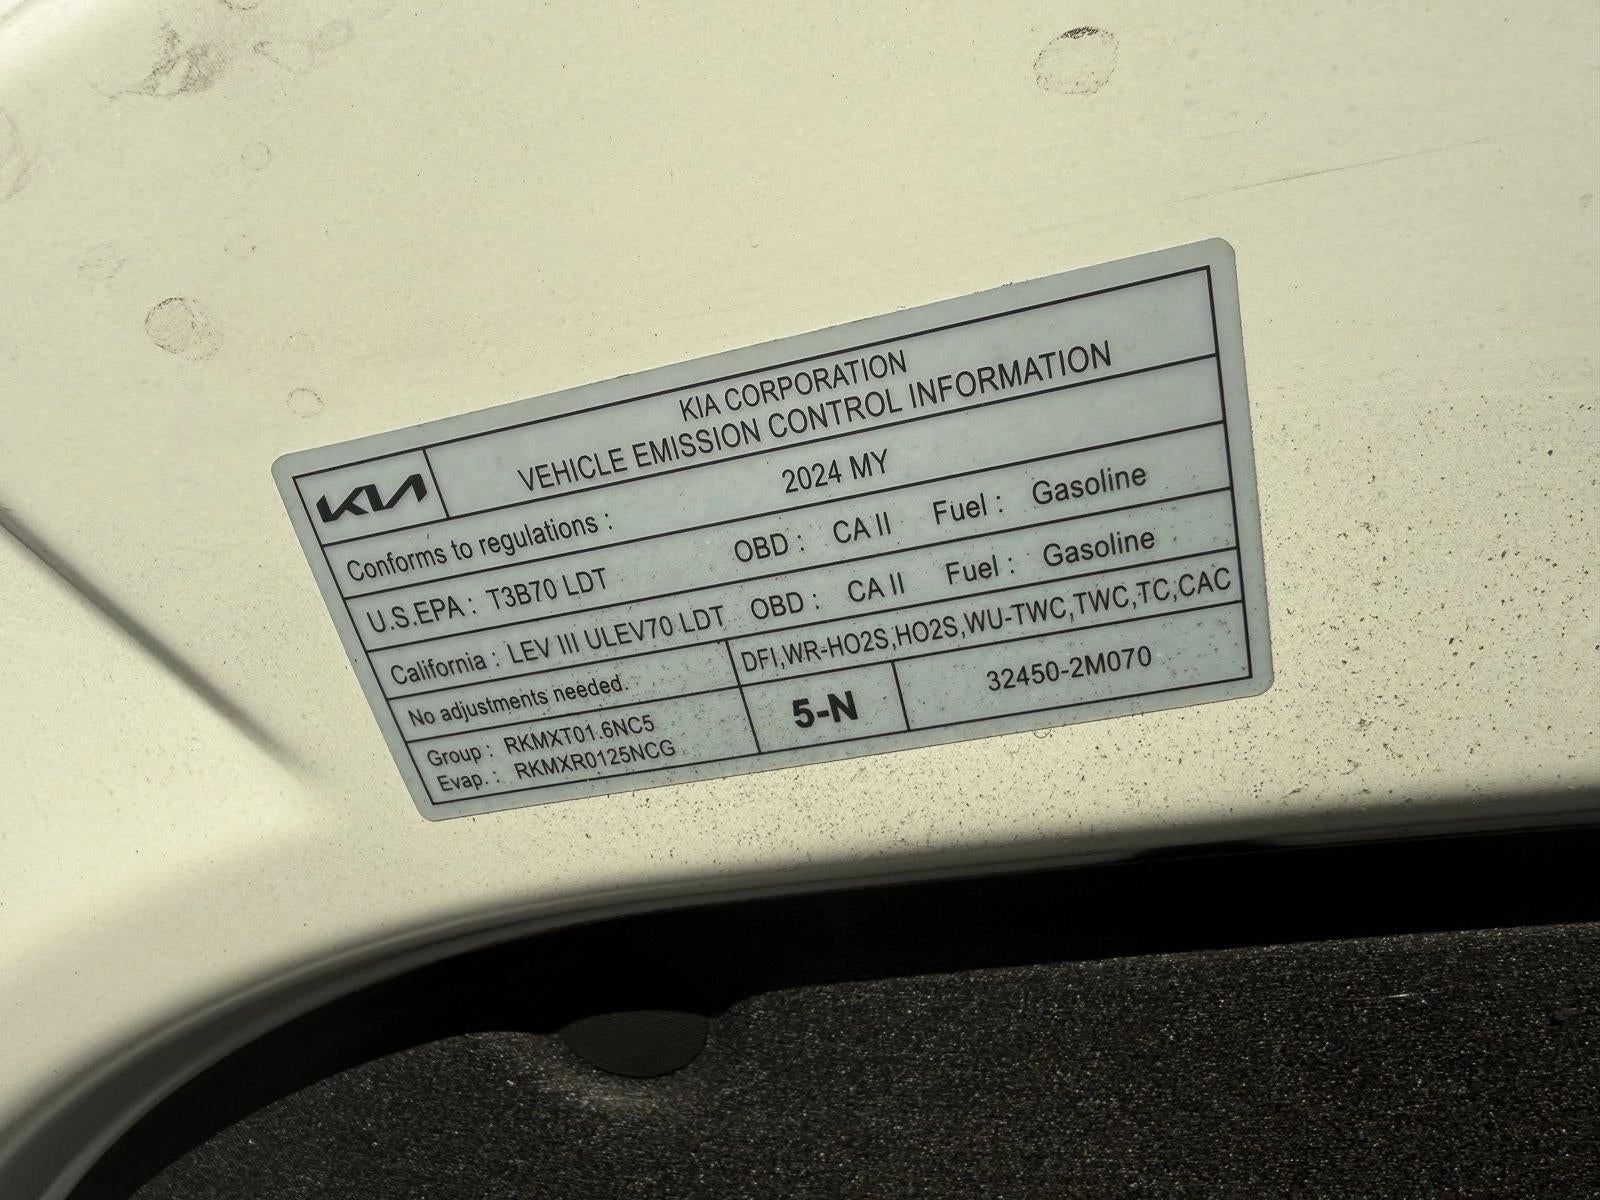 KIA CORPORATION
KIA VEHICLE EMISSION CONTROL INFORMATION
Conforms to regulations : 2024 MY
U.S.EPA : T3B70 LDT OBD : CA II Fuel : Gasoline
California : LEV III ULEV70 LDT OBD : CA II Fuel : Gasoline
No adjustments needed. DFI,WR-HO2S,HO2S,WU-TWC,TWC,TC,CAC
Group : RKMXT01.6NC5 5-N 32450-2M070
Evap. : RKMXR0125NCG